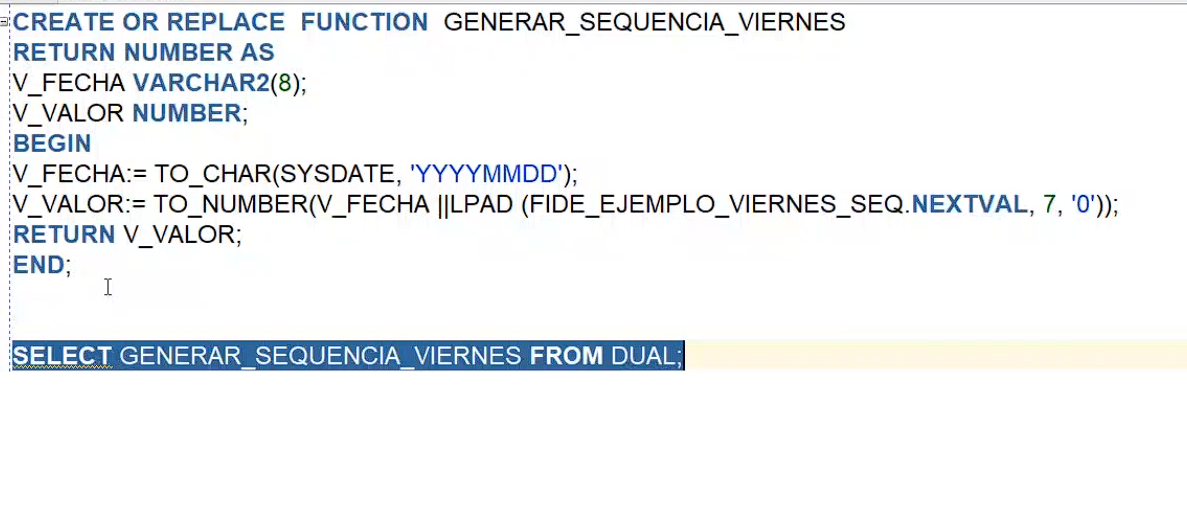 CREATE OR REPLACE  FUNCTION  GENERAR_SEQUENCIA_VIERNES
RETURN NUMBER AS
V_FECHA VARCHAR2(8);
V_VALOR NUMBER;
BEGIN
V_FECHA:= TO_CHAR(SYSDATE, 'YYYYMMDD');
V_VALOR:= TO_NUMBER(V_FECHA ||LPAD (FIDE_EJEMPLO_VIERNES_SEQ.NEXTVAL, 7, '0'));
RETURN V_VALOR;
END;
SELECT GENERAR_SEQUENCIA_VIERNES FROM DUAL;